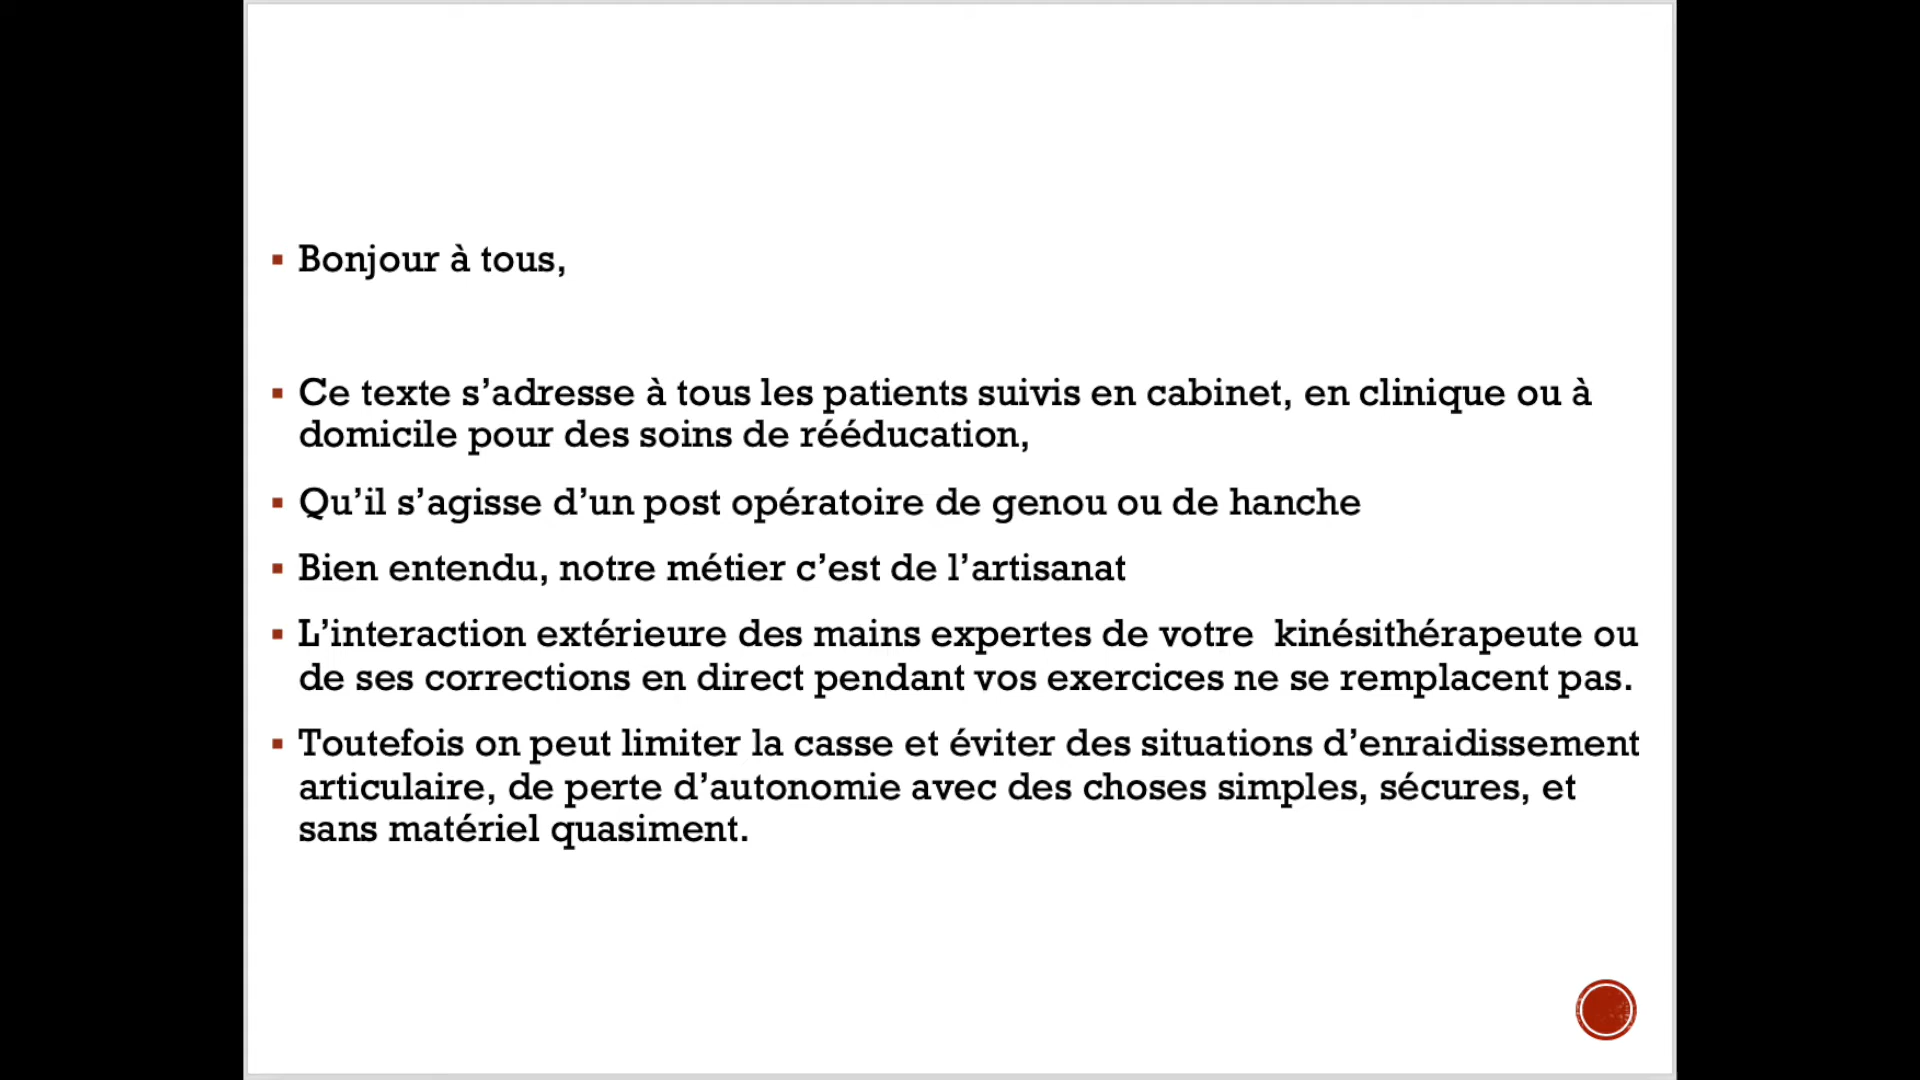 ▪ Bonjour à tous,
▪ Ce texte s’adresse à tous les patients suivis en cabinet, en clinique ou à
domicile pour des soins de rééducation,
▪ Qu’il s’agisse d’un post opératoire de genou ou de hanche
▪ Bien entendu, notre métier c’est de l’artisanat
▪ L’interaction extérieure des mains expertes de votre  kinésithérapeute ou
de ses corrections en direct pendant vos exercices ne se remplacent pas.
▪ Toutefois on peut limiter la casse et éviter des situations d’enraidissement
articulaire, de perte d’autonomie avec des choses simples, sécures, et
sans matériel quasiment.